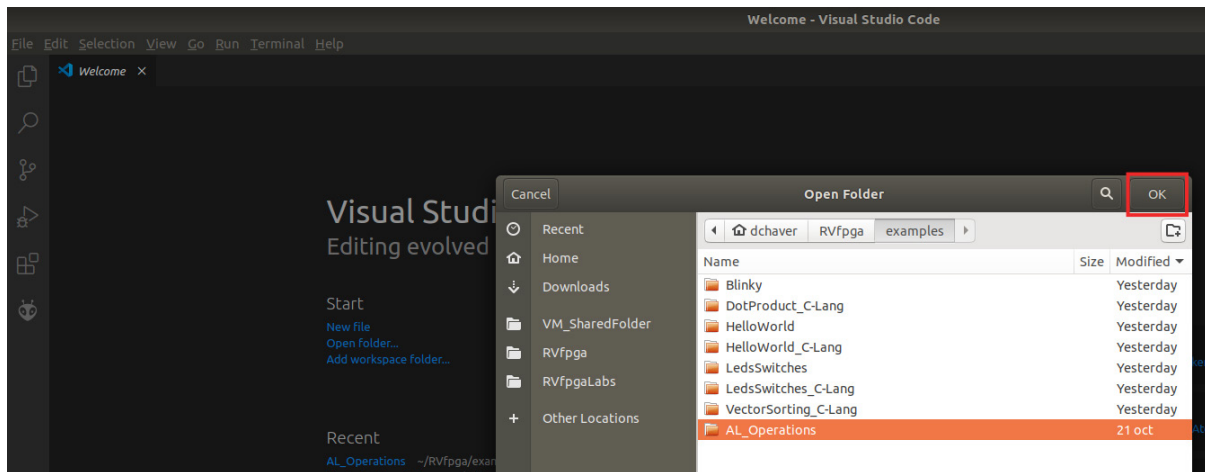 Welcome - Visual Studio Code
File Edit Selection View Go Run Terminal Help
Welcome ×
Cancel Open Folder OK
Visual Studi
Editing evolved
Start
New file
Open folder...
Add workspace folder...
Recent
AL_Operations ~/RVfpga/exam
Recent
Home
Downloads
VM_SharedFolder
RVfpga
RVfpgaLabs
+ Other Locations
dchaver RVfpga examples
Name Size Modified
Blinky Yesterday
DotProduct_C-Lang Yesterday
HelloWorld Yesterday
HelloWorld_C-Lang Yesterday
LedsSwitches Yesterday
LedsSwitches_C-Lang Yesterday
VectorSorting_C-Lang Yesterday
AL_Operations 21 oct